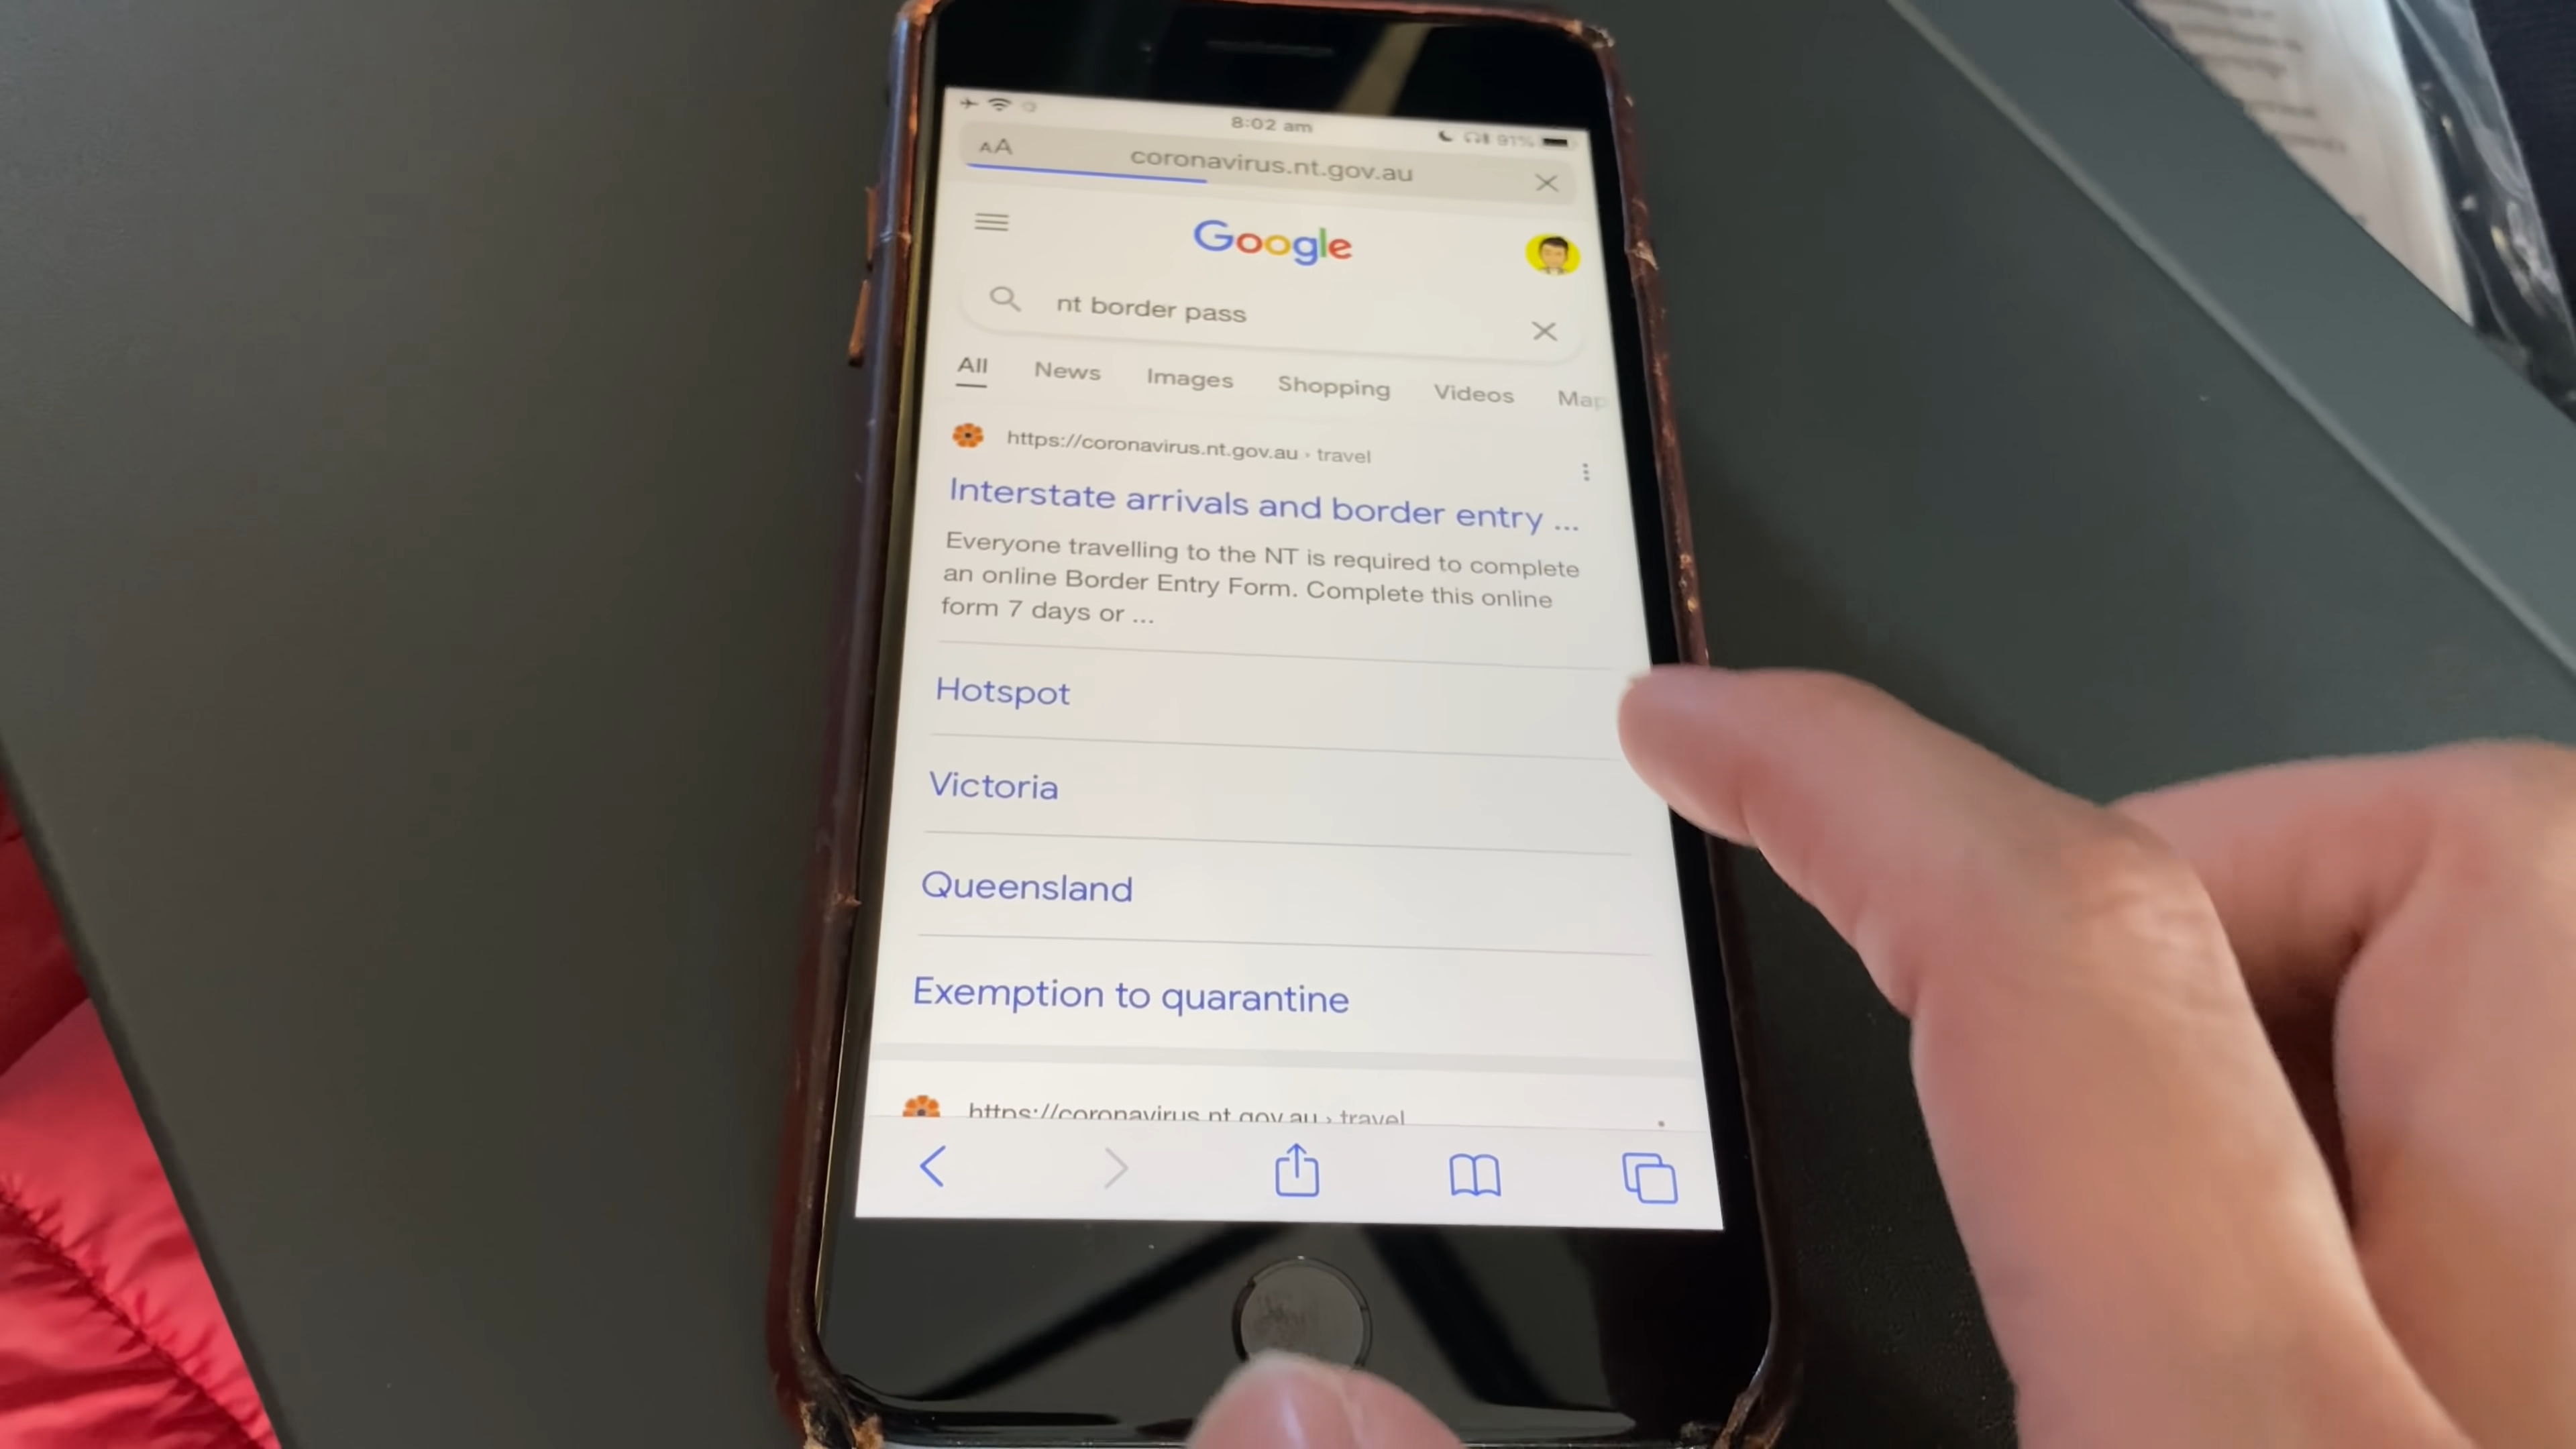 8:02 am
91%
AA
coronavirus.nt.gov.au
Google
nt border pass
All News Images Shopping Videos Map
https://coronavirus.nt.gov.au › travel
Interstate arrivals and border entry ...
Everyone travelling to the NT is required to complete
an online Border Entry Form. Complete this online
form 7 days or ...
Hotspot
Victoria
Queensland
Exemption to quarantine
https://coronavirus.nt.gov.au › travel